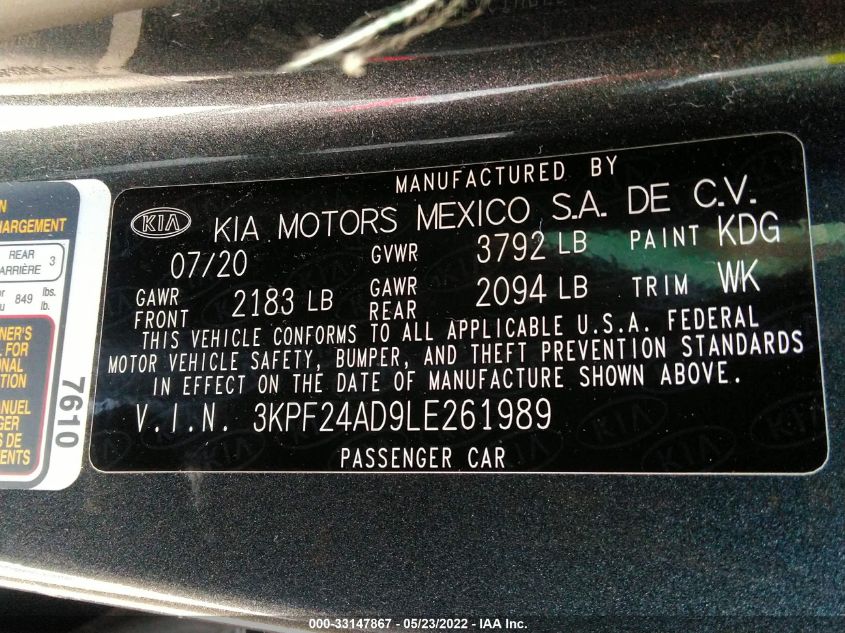 MANUFACTURED BY
KIA KIA MOTORS MEXICO S.A. DE C.V.
07/20 GVWR 3792 LB PAINT KDG
GAWR FRONT 2183 LB GAWR REAR 2094 LB TRIM WK
THIS VEHICLE CONFORMS TO ALL APPLICABLE U.S.A. FEDERAL
MOTOR VEHICLE SAFETY, BUMPER, AND THEFT PREVENTION STANDARDS
IN EFFECT ON THE DATE OF MANUFACTURE SHOWN ABOVE.
V.I.N. 3KPF24AD9LE261989
PASSENGER CAR
REAR
ARRIÈRE 3
849 lbs.
lb.
7610
000-33147867 - 05/23/2022 - IAA Inc.